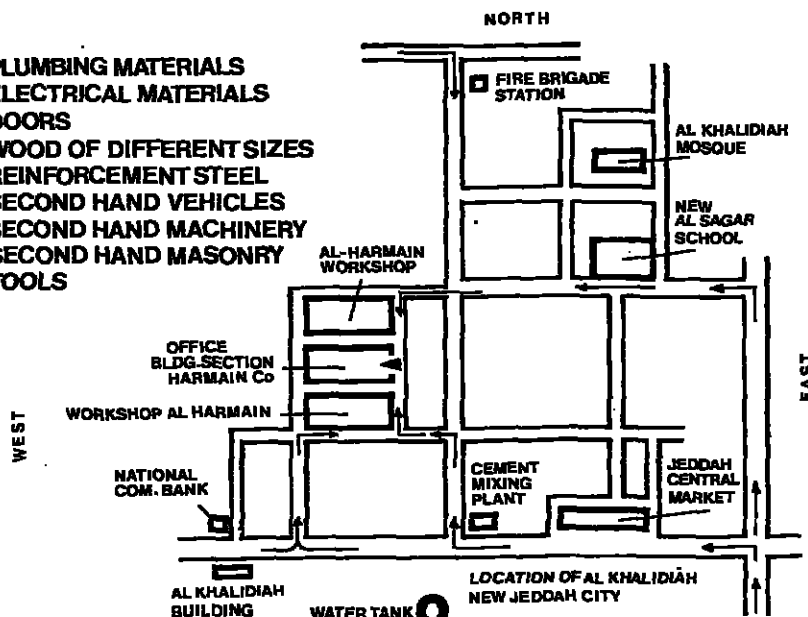 NORTH
PLUMBING MATERIALS
ELECTRICAL MATERIALS
DOORS
WOOD OF DIFFERENT SIZES
REINFORCEMENT STEEL
SECOND HAND VEHICLES
SECOND HAND MACHINERY
SECOND HAND MASONRY
TOOLS
FIRE BRIGADE
STATION
AL KHALIDIAH
MOSQUE
NEW
AL SAGAR
SCHOOL
AL-HARMAIN
WORKSHOP
OFFICE
BLDG-SECTION
HARMAIN Co
WORKSHOP AL HARMAIN
WEST
EAST
NATIONAL
COM. BANK
CEMENT
MIXING
PLANT
JEDDAH
CENTRAL
MARKET
AL KHALIDIAH
BUILDING
WATER TANK
LOCATION OF AL KHALIDIAH
NEW JEDDAH CITY